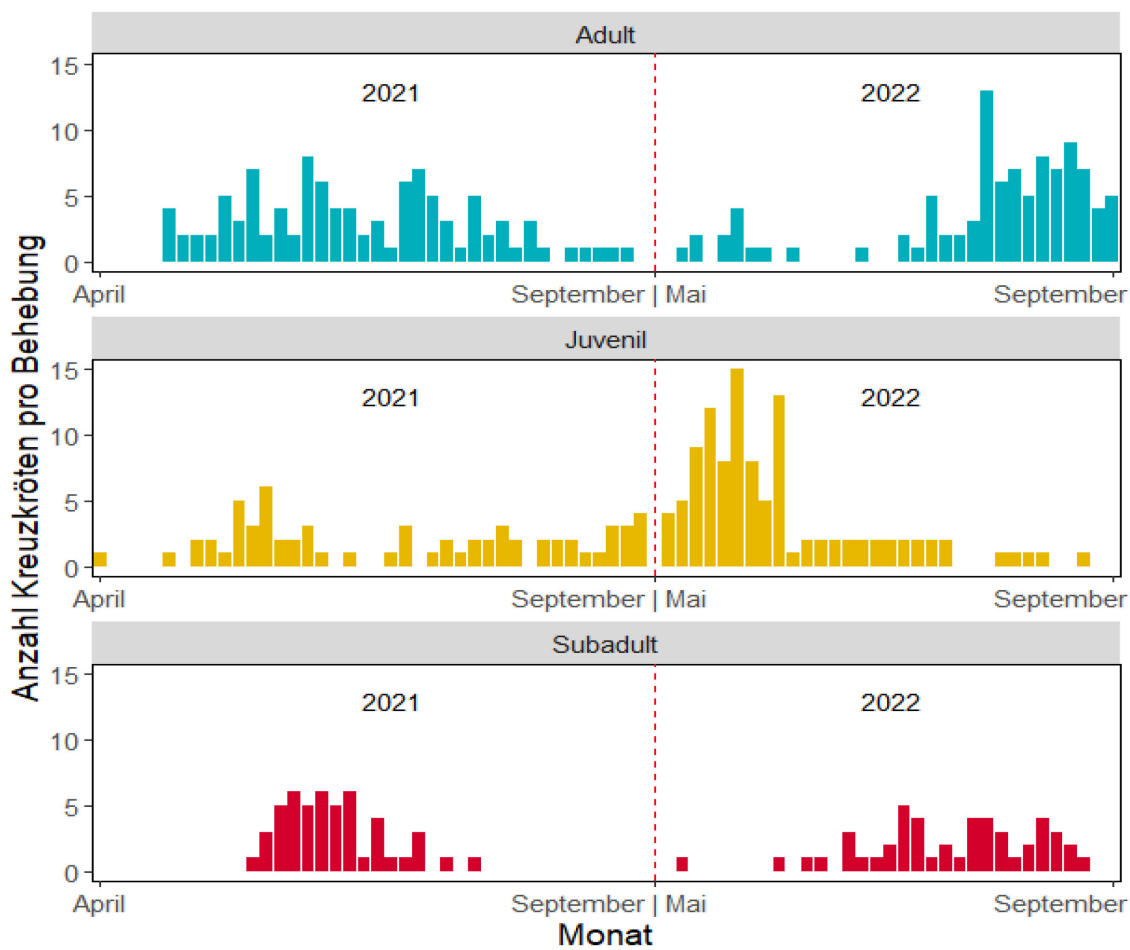 Anzahl Kreuzkröten pro Behebung
Adult
15
10
5
0
2021
2022
April
September | Mai
September
Juvenil
15
10
5
0
2021
2022
April
September | Mai
September
Subadult
15
10
5
0
2021
2022
April
September | Mai
September
Monat